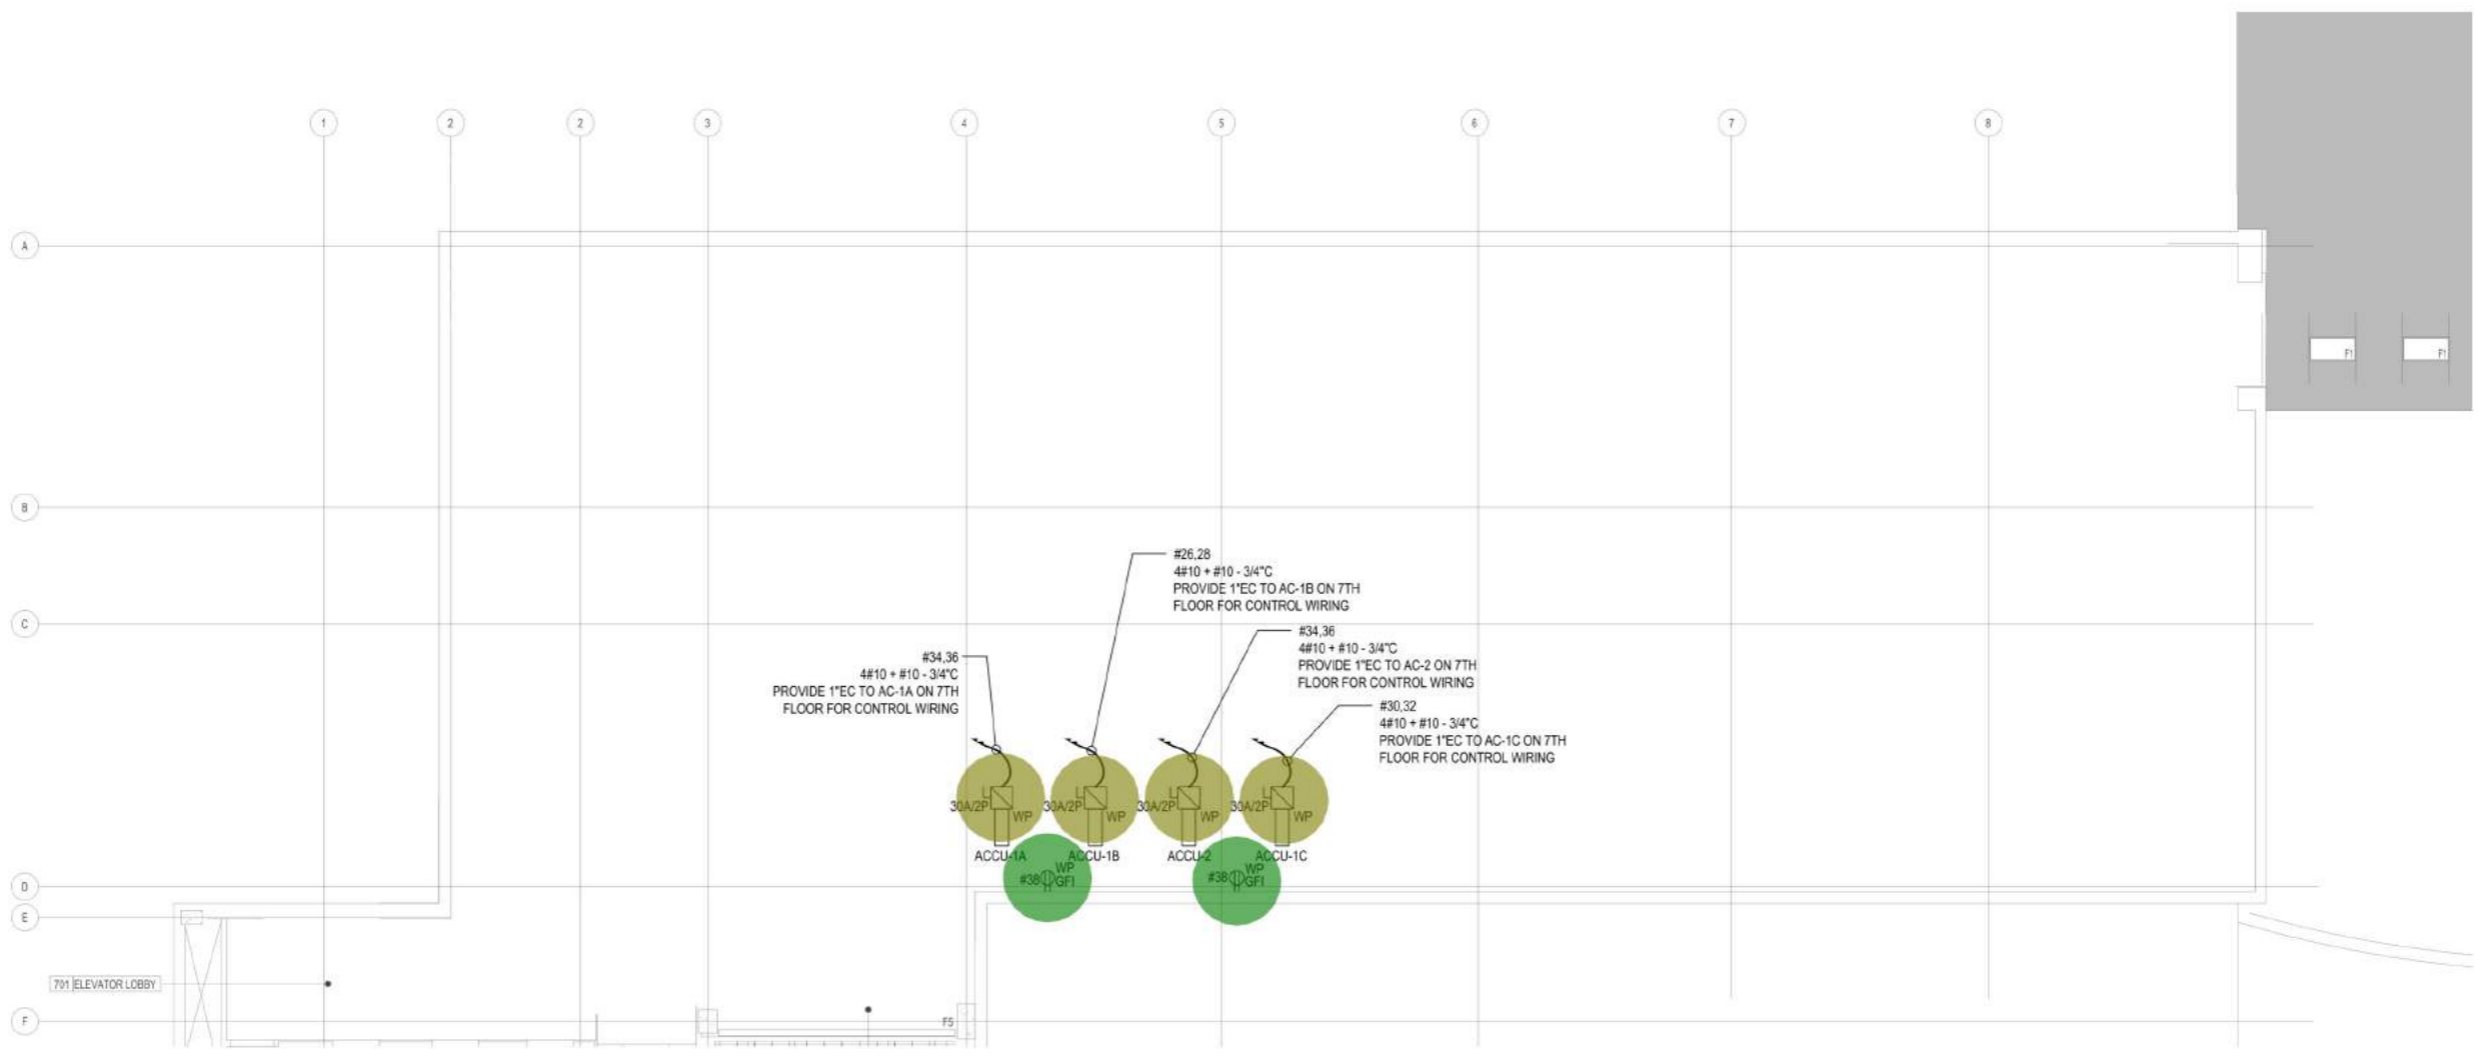 1
2
2
3
4
5
6
7
8
A
F1
F1
B
#26,28
4#10 + #10 - 3/4"C
PROVIDE 1"EC TO AC-1B ON 7TH
FLOOR FOR CONTROL WIRING
C
#34,36
4#10 + #10 - 3/4"C
PROVIDE 1"EC TO AC-2 ON 7TH
FLOOR FOR CONTROL WIRING
#34,36
4#10 + #10 - 3/4"C
PROVIDE 1"EC TO AC-1A ON 7TH
FLOOR FOR CONTROL WIRING
#30,32
4#10 + #10 - 3/4"C
PROVIDE 1"EC TO AC-1C ON 7TH
FLOOR FOR CONTROL WIRING
30A/2P
WP
30A/2P
WP
30A/2P
WP
30A/2P
WP
ACCU-1A
ACCU-1B
ACCU-2
ACCU-1C
WP
#38 GFI
WP
#38 GFI
D
E
701 ELEVATOR LOBBY
F
F5